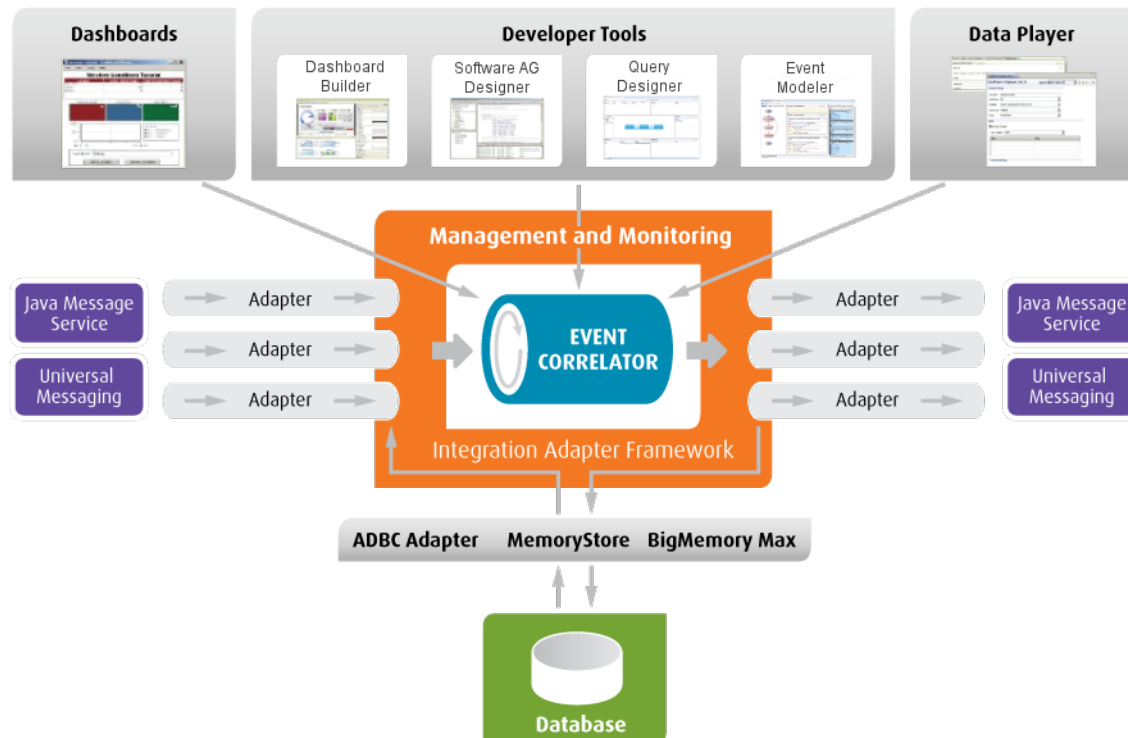 Dashboards
Developer Tools
Data Player
Dashboard
Builder
Software AG
Designer
Query
Designer
Event
Modeler
Management and Monitoring
Java Message
Service
Universal
Messaging
Adapter
Adapter
Adapter
EVENT
CORRELATOR
Adapter
Adapter
Adapter
Java Message
Service
Universal
Messaging
Integration Adapter Framework
ADBC Adapter MemoryStore BigMemory Max
Database